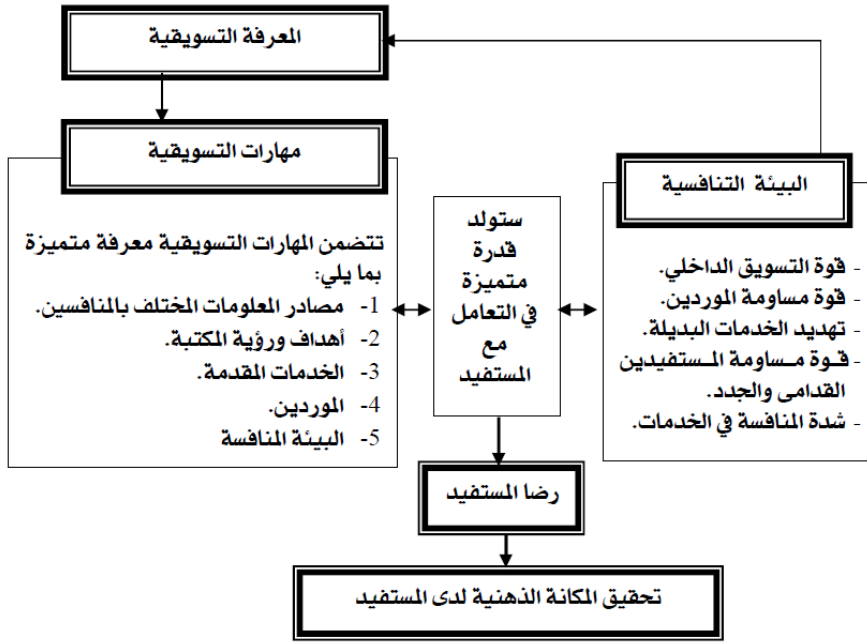 المعرفة التسويقية
مهارات التسويقية
تتضمن المهارات التسويقية معرفة متميزة
بما يلي:
1- مصادر المعلومات المختلف بالمنافسين.
2- أهداف ورؤية المكتبة.
3- الخدمات المقدمة.
4- الموردين.
5- البيئة المنافسة
ستولد
قدرة
متميزة
في التعامل
مع
المستفيد
البيئة التنافسية
- قوة التسويق الداخلي.
- قوة مساومة الموردين.
- تهديد الخدمات البديلة.
- قوة مساومة المستفيدين
القدامى والجدد.
- شدة المنافسة في الخدمات.
رضا المستفيد
تحقيق المكانة الذهنية لدى المستفيد